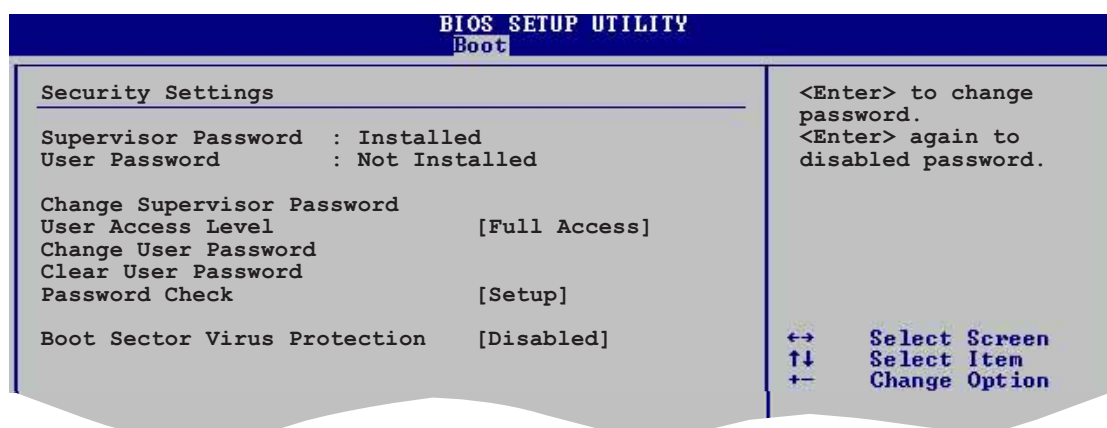 BIOS SETUP UTILITY
Boot
Security Settings
Supervisor Password : Installed
User Password : Not Installed
Change Supervisor Password
User Access Level [Full Access]
Change User Password
Clear User Password
Password Check [Setup]
Boot Sector Virus Protection [Disabled]
<Enter> to change
password.
<Enter> again to
disabled password.
←→ Select Screen
↑↓ Select Item
+- Change Option